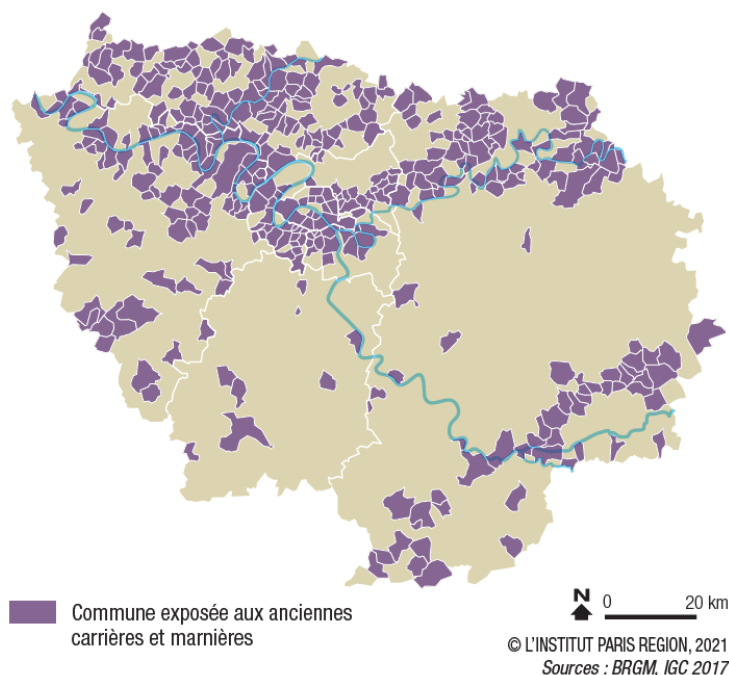 Commune exposée aux anciennes
carrières et marnières
N
0 20 km
© L'INSTITUT PARIS REGION, 2021
Sources : BRGM, IGC 2017